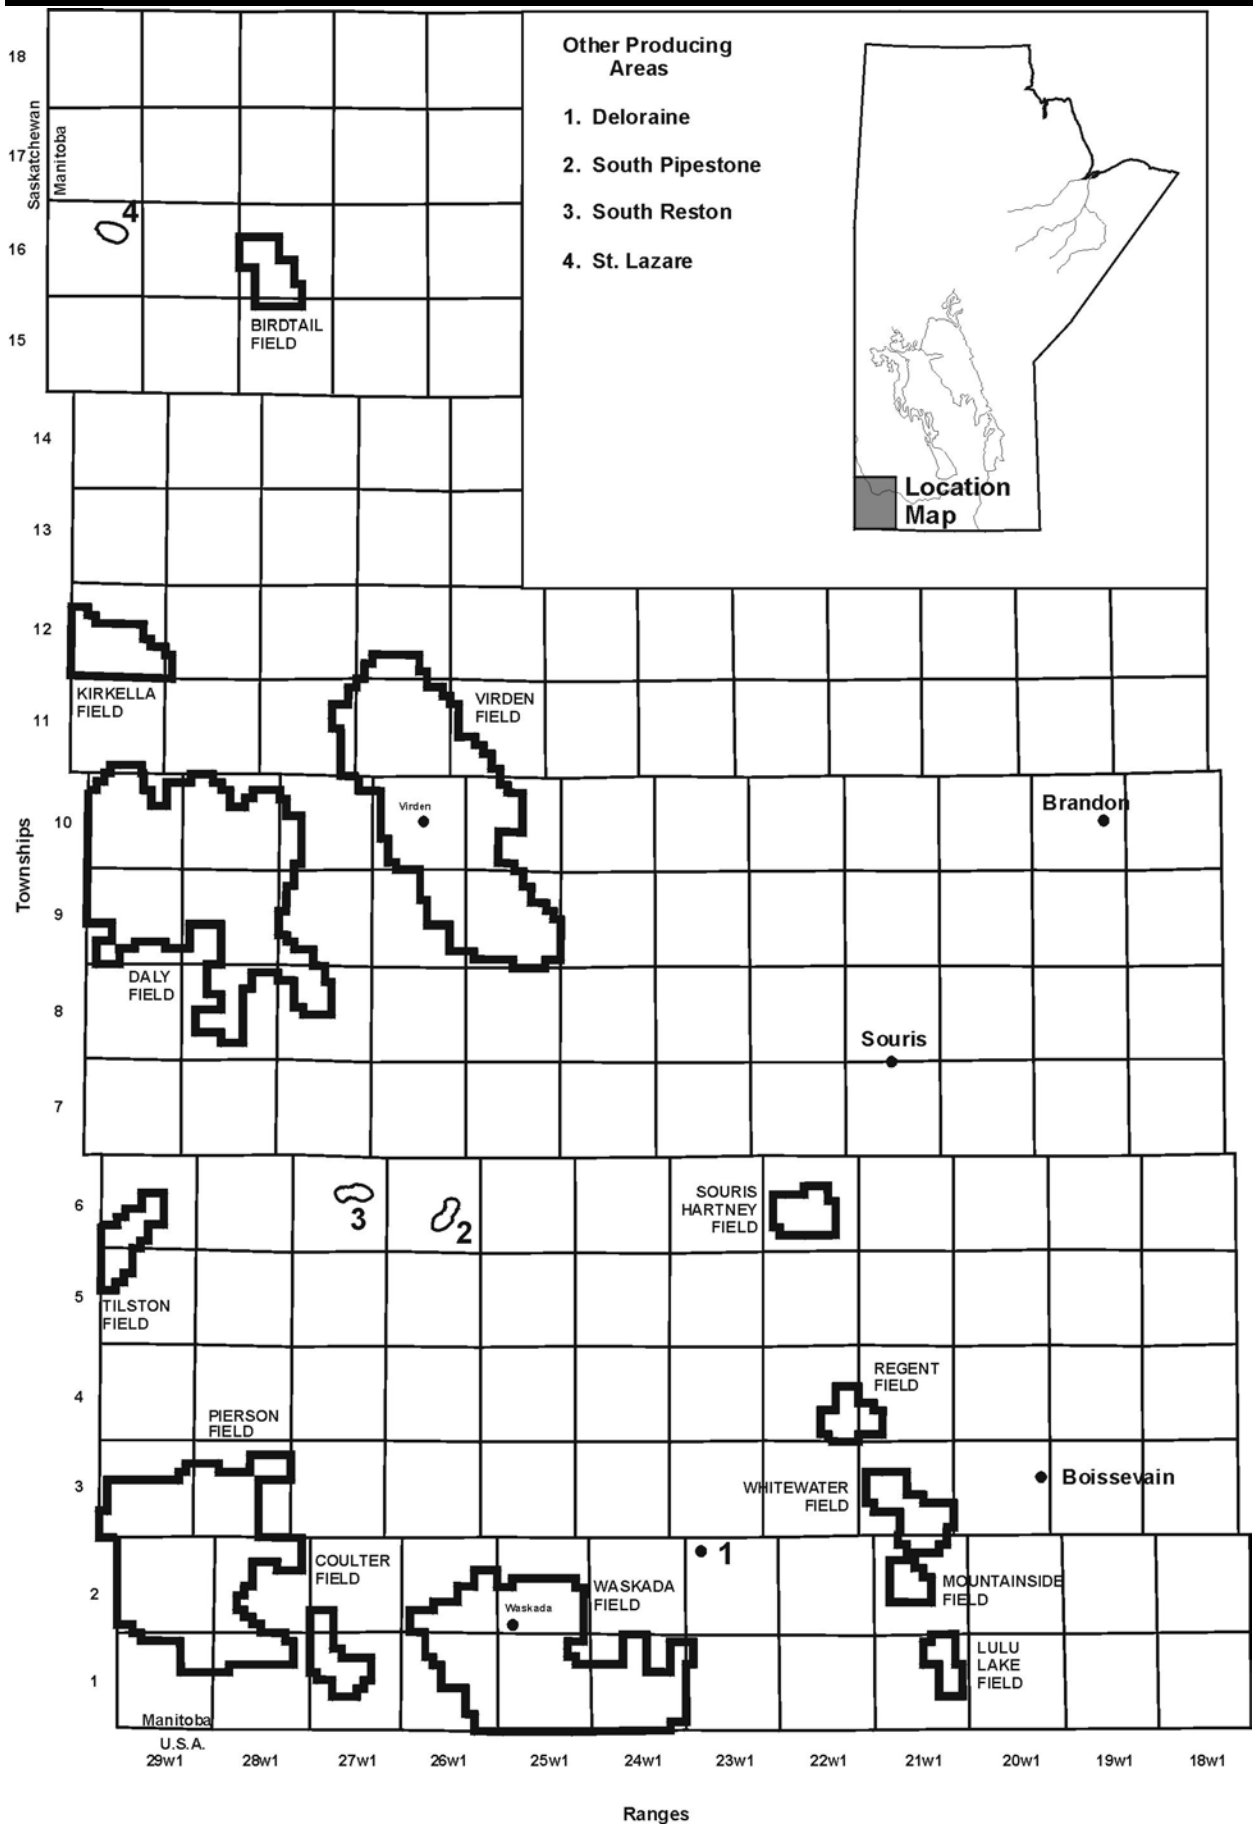 Other Producing
Areas
1. Deloraine
2. South Pipestone
3. South Reston
4. St. Lazare
Location
Map
Saskatchewan
Manitoba
18
17
16
15
14
13
12
11
10
9
8
7
6
5
4
3
2
1
Townships
4
BIRDTAIL
FIELD
KIRKELLA
FIELD
VIRDEN
FIELD
Virden
Brandon
DALY
FIELD
Souris
3
2
SOURIS
HARTNEY
FIELD
TILSTON
FIELD
REGENT
FIELD
PIERSON
FIELD
WHITEWATER
FIELD
Boissevain
1
COULTER
FIELD
WASKADA
FIELD
Waskada
MOUNTAINSIDE
FIELD
LULU
LAKE
FIELD
Manitoba
U.S.A.
29w1 28w1 27w1 26w1 25w1 24w1 23w1 22w1 21w1 20w1 19w1 18w1
Ranges